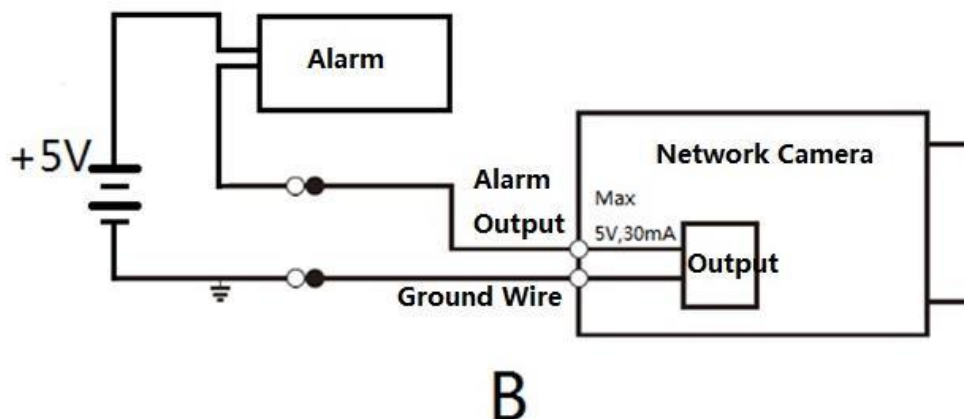 Alarm
+5V
Network Camera
Alarm
Output
Max
5V,30mA
Output
Ground Wire
B